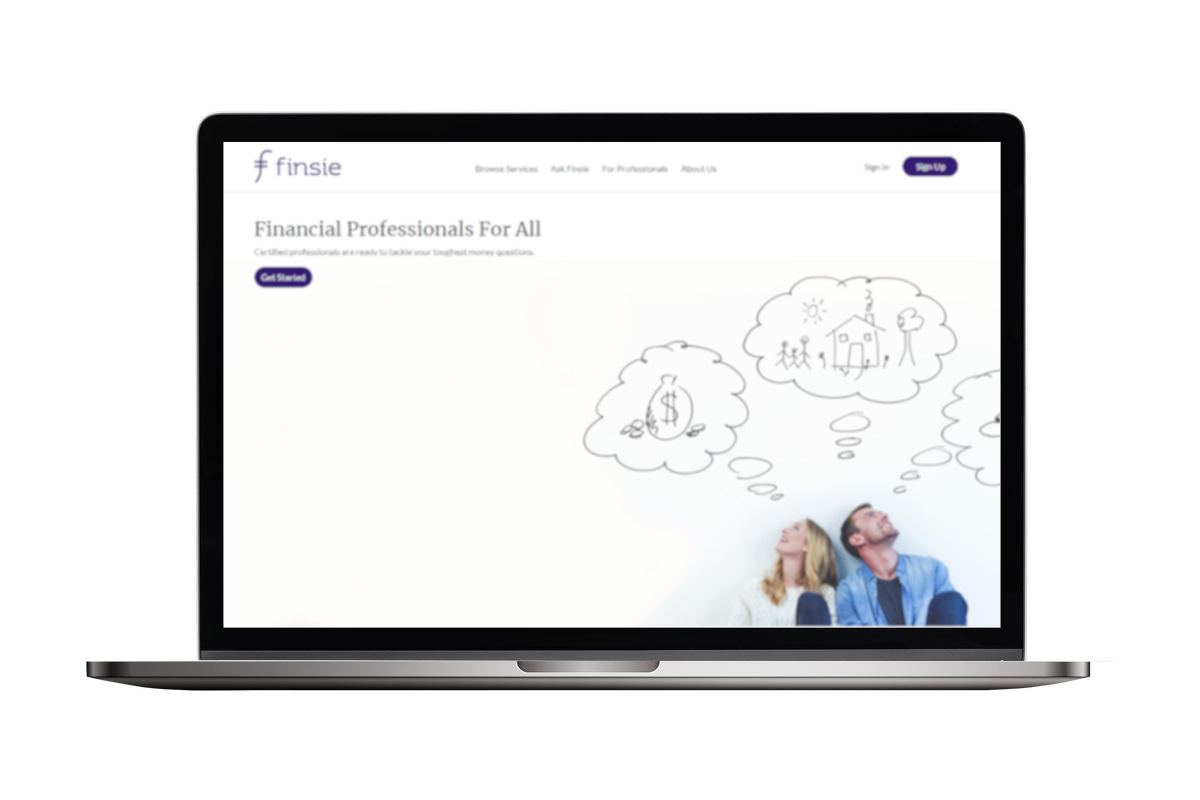 finsie
Browse Services Ask Finsie For Professionals About Us
Sign In Sign Up
Financial Professionals For All
Certified professionals are ready to tackle your toughest money questions.
Get Started
$